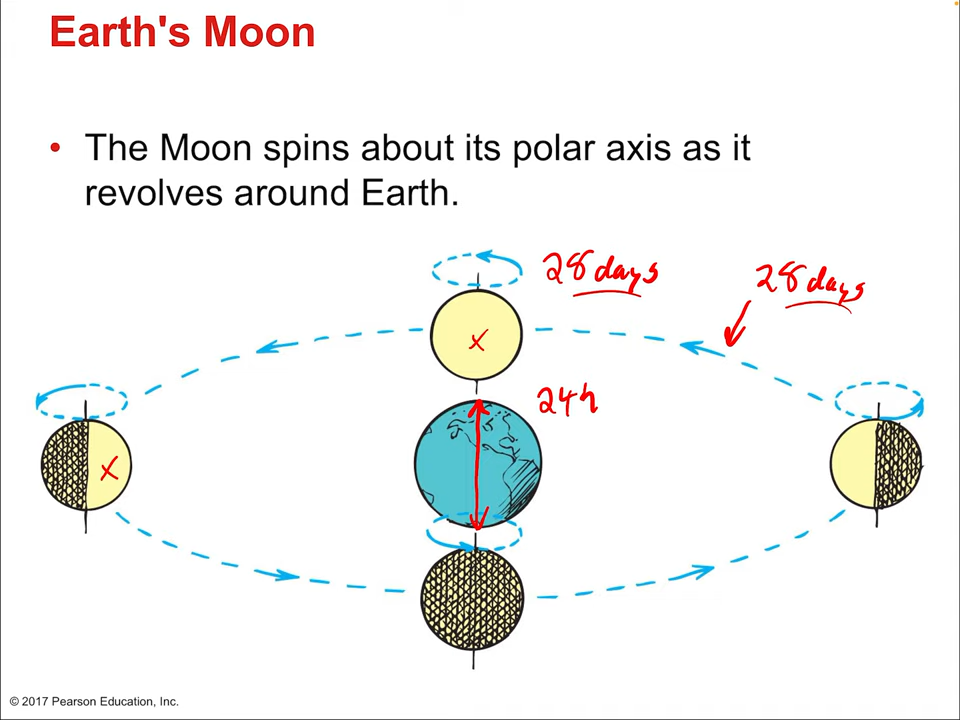 Earth's Moon
• The Moon spins about its polar axis as it
revolves around Earth.
28 days
28 days
x
24h
x
© 2017 Pearson Education, Inc.